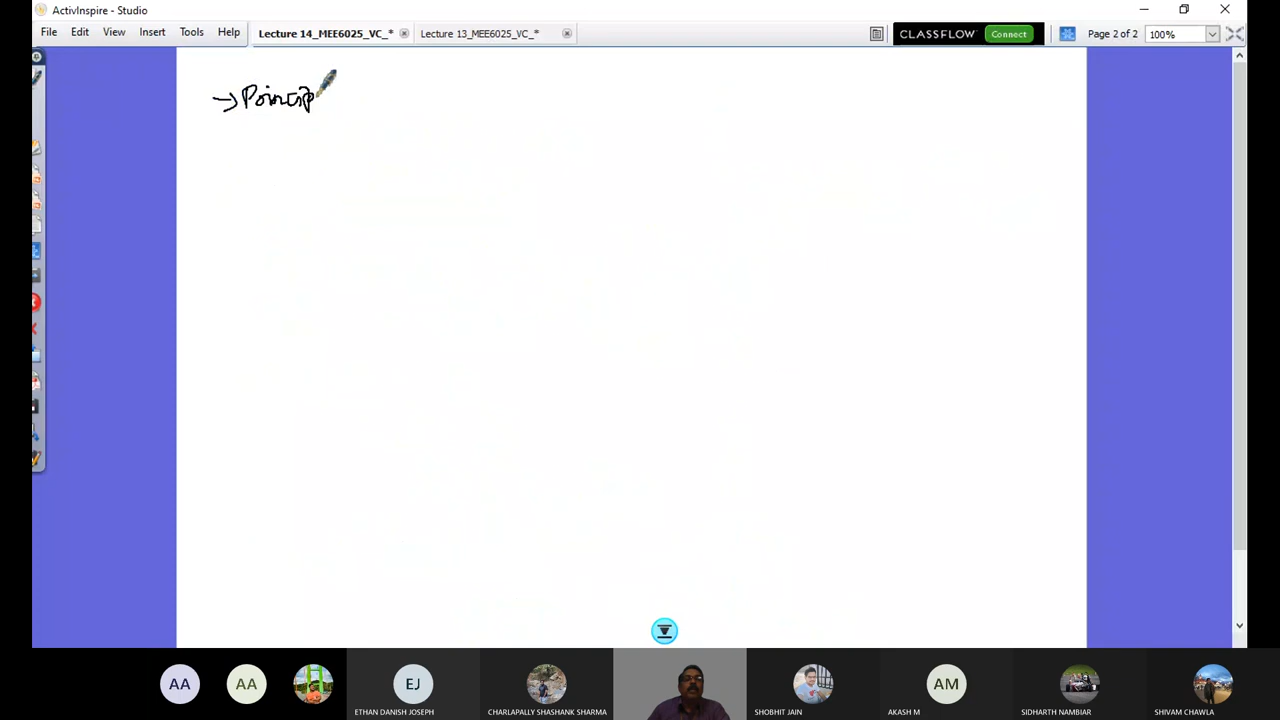 ActivInspire - Studio
File Edit View Insert Tools Help
Lecture 14_MEE6025_VC_* Lecture 13_MEE6025_VC_*
CLASSFLOW Connect
Page 2 of 2 100%
→ Princip
AA AA EJ AM
ETHAN DANISH JOSEPH CHARLAPALLY SHASHANK SHARMA SHOBHIT JAIN AKASH M SIDHARTH NAMBIAR SHIVAM CHAWLA